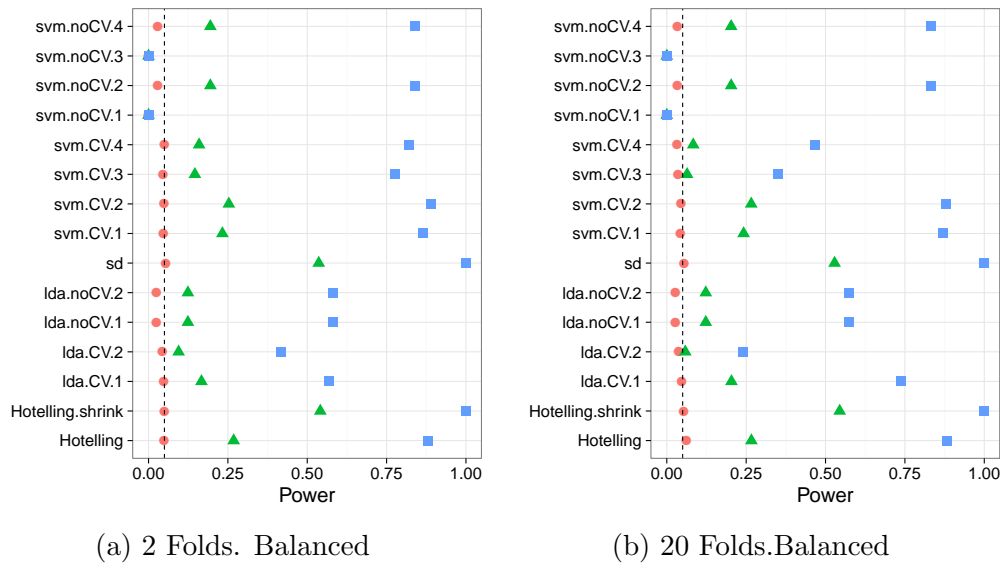 svm.noCV.4
svm.noCV.3
svm.noCV.2
svm.noCV.1
svm.CV.4
svm.CV.3
svm.CV.2
svm.CV.1
sd
lda.noCV.2
lda.noCV.1
lda.CV.2
lda.CV.1
Hotelling.shrink
Hotelling
0.00 0.25 0.50 0.75 1.00
Power
(a) 2 Folds. Balanced
svm.noCV.4
svm.noCV.3
svm.noCV.2
svm.noCV.1
svm.CV.4
svm.CV.3
svm.CV.2
svm.CV.1
sd
lda.noCV.2
lda.noCV.1
lda.CV.2
lda.CV.1
Hotelling.shrink
Hotelling
0.00 0.25 0.50 0.75 1.00
Power
(b) 20 Folds.Balanced